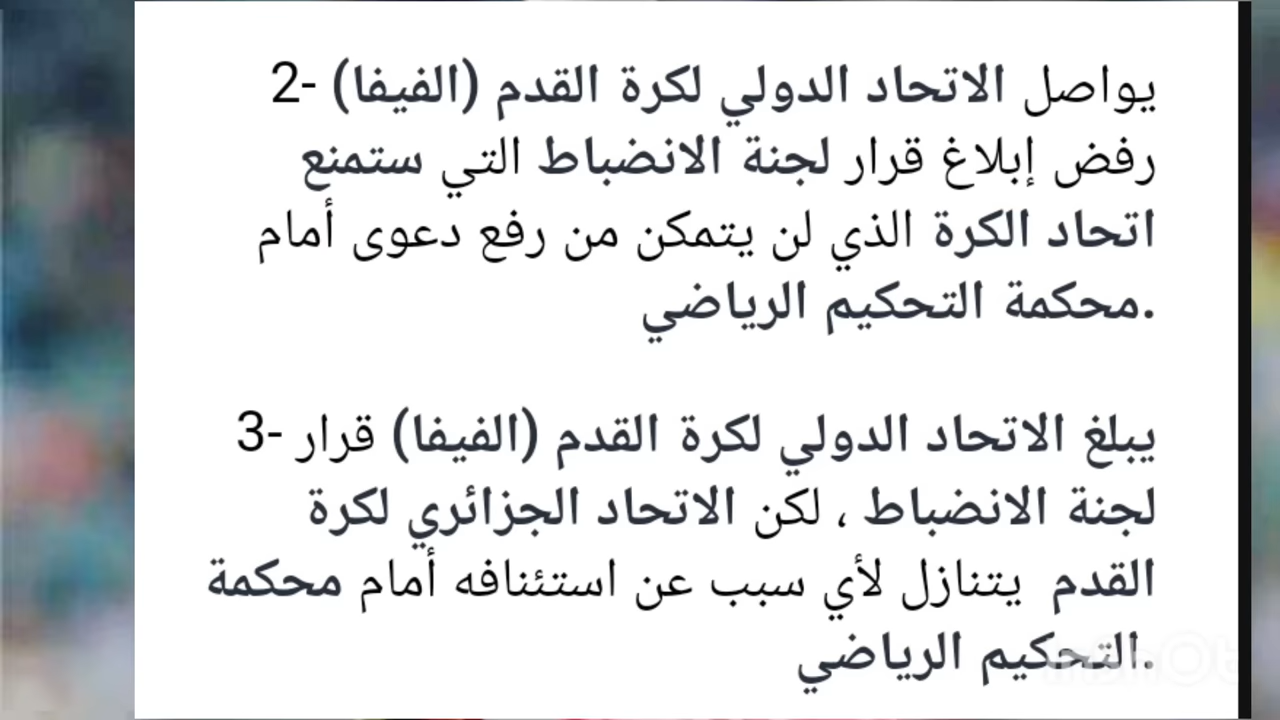 يواصل الاتحاد الدولي لكرة القدم (الفيفا) -2
رفض إبلاغ قرار لجنة الانضباط التي ستمنع
اتحاد الكرة الذي لن يتمكن من رفع دعوى أمام
.محكمة التحكيم الرياضي
يبلغ الاتحاد الدولي لكرة القدم (الفيفا) قرار -3
لجنة الانضباط ، لكن الاتحاد الجزائري لكرة
القدم يتنازل لأي سبب عن استئنافه أمام محكمة
.التحكيم الرياضي